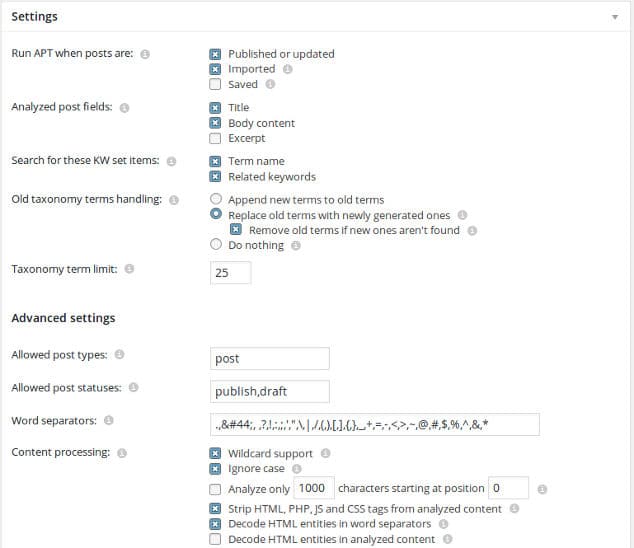 Settings
Run APT when posts are:
Published or updated
Imported
Saved
Analyzed post fields:
Title
Body content
Excerpt
Search for these KW set items:
Term name
Related keywords
Old taxonomy terms handling:
Append new terms to old terms
Replace old terms with newly generated ones
Remove old terms if new ones aren't found
Do nothing
Taxonomy term limit: 25
Advanced settings
Allowed post types: post
Allowed post statuses: publish,draft
Word separators: .,&#44;, ,?,!,:,;,',",\,|,/,(,),[,],{,},_,+,=,-,<,>,~,@,#,$,%,^,&,*
Content processing:
Wildcard support
Ignore case
Analyze only 1000 characters starting at position 0
Strip HTML, PHP, JS and CSS tags from analyzed content
Decode HTML entities in word separators
Decode HTML entities in analyzed content